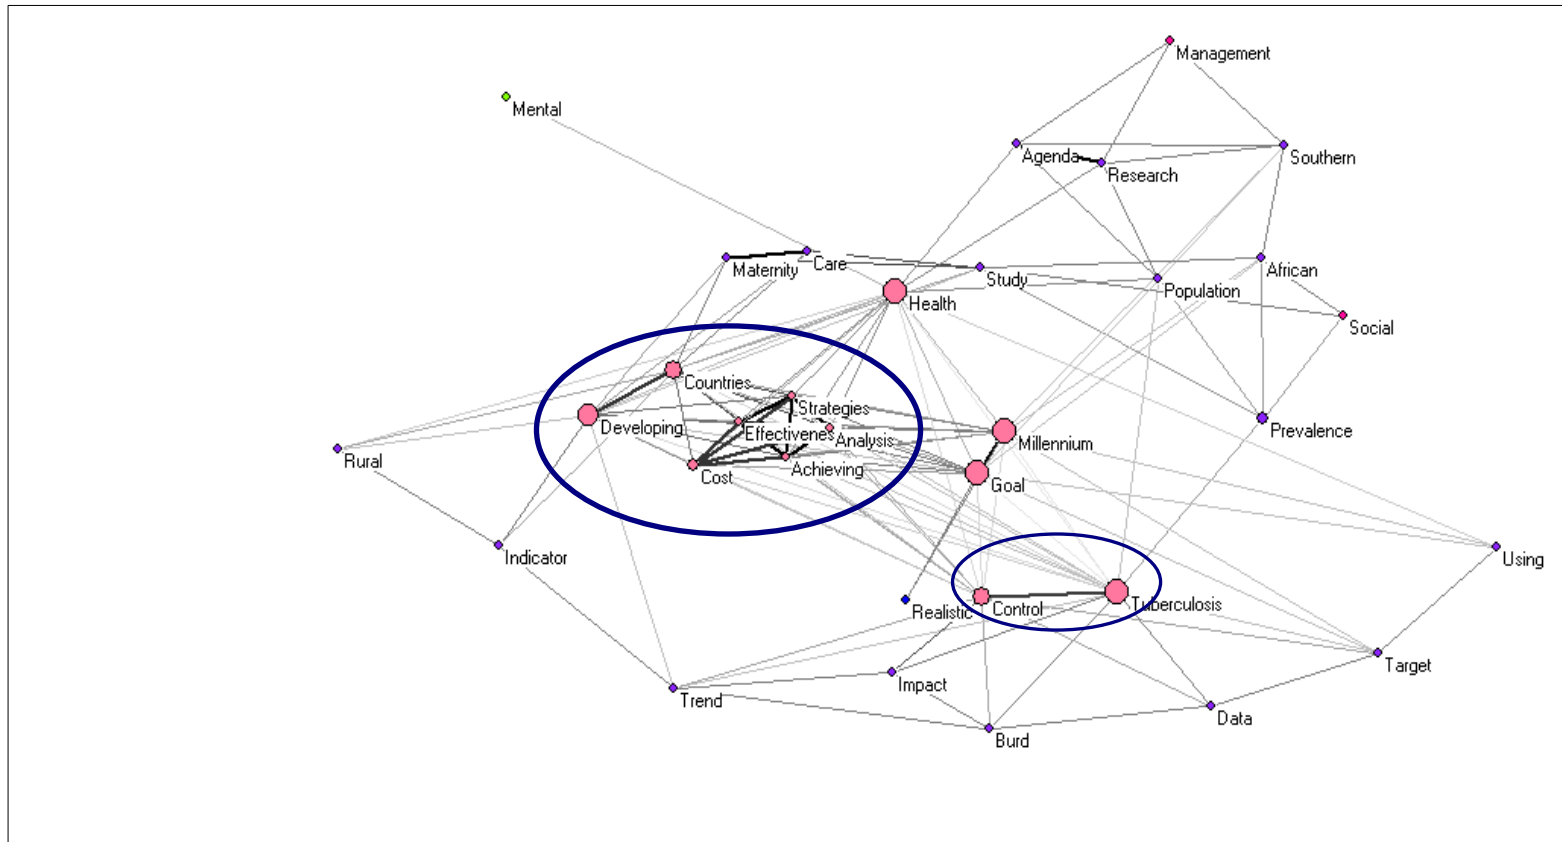 Management
Mental
Agenda
Southern
Research
Maternity
Care
Study
African
Health
Population
Social
Countries
Strategies
Developing
Effectivenes
Analysis
Millennium
Prevalence
Rural
Cost
Achieving
Goal
Indicator
Using
Realistic
Control
Tuberculosis
Target
Trend
Impact
Data
Burd